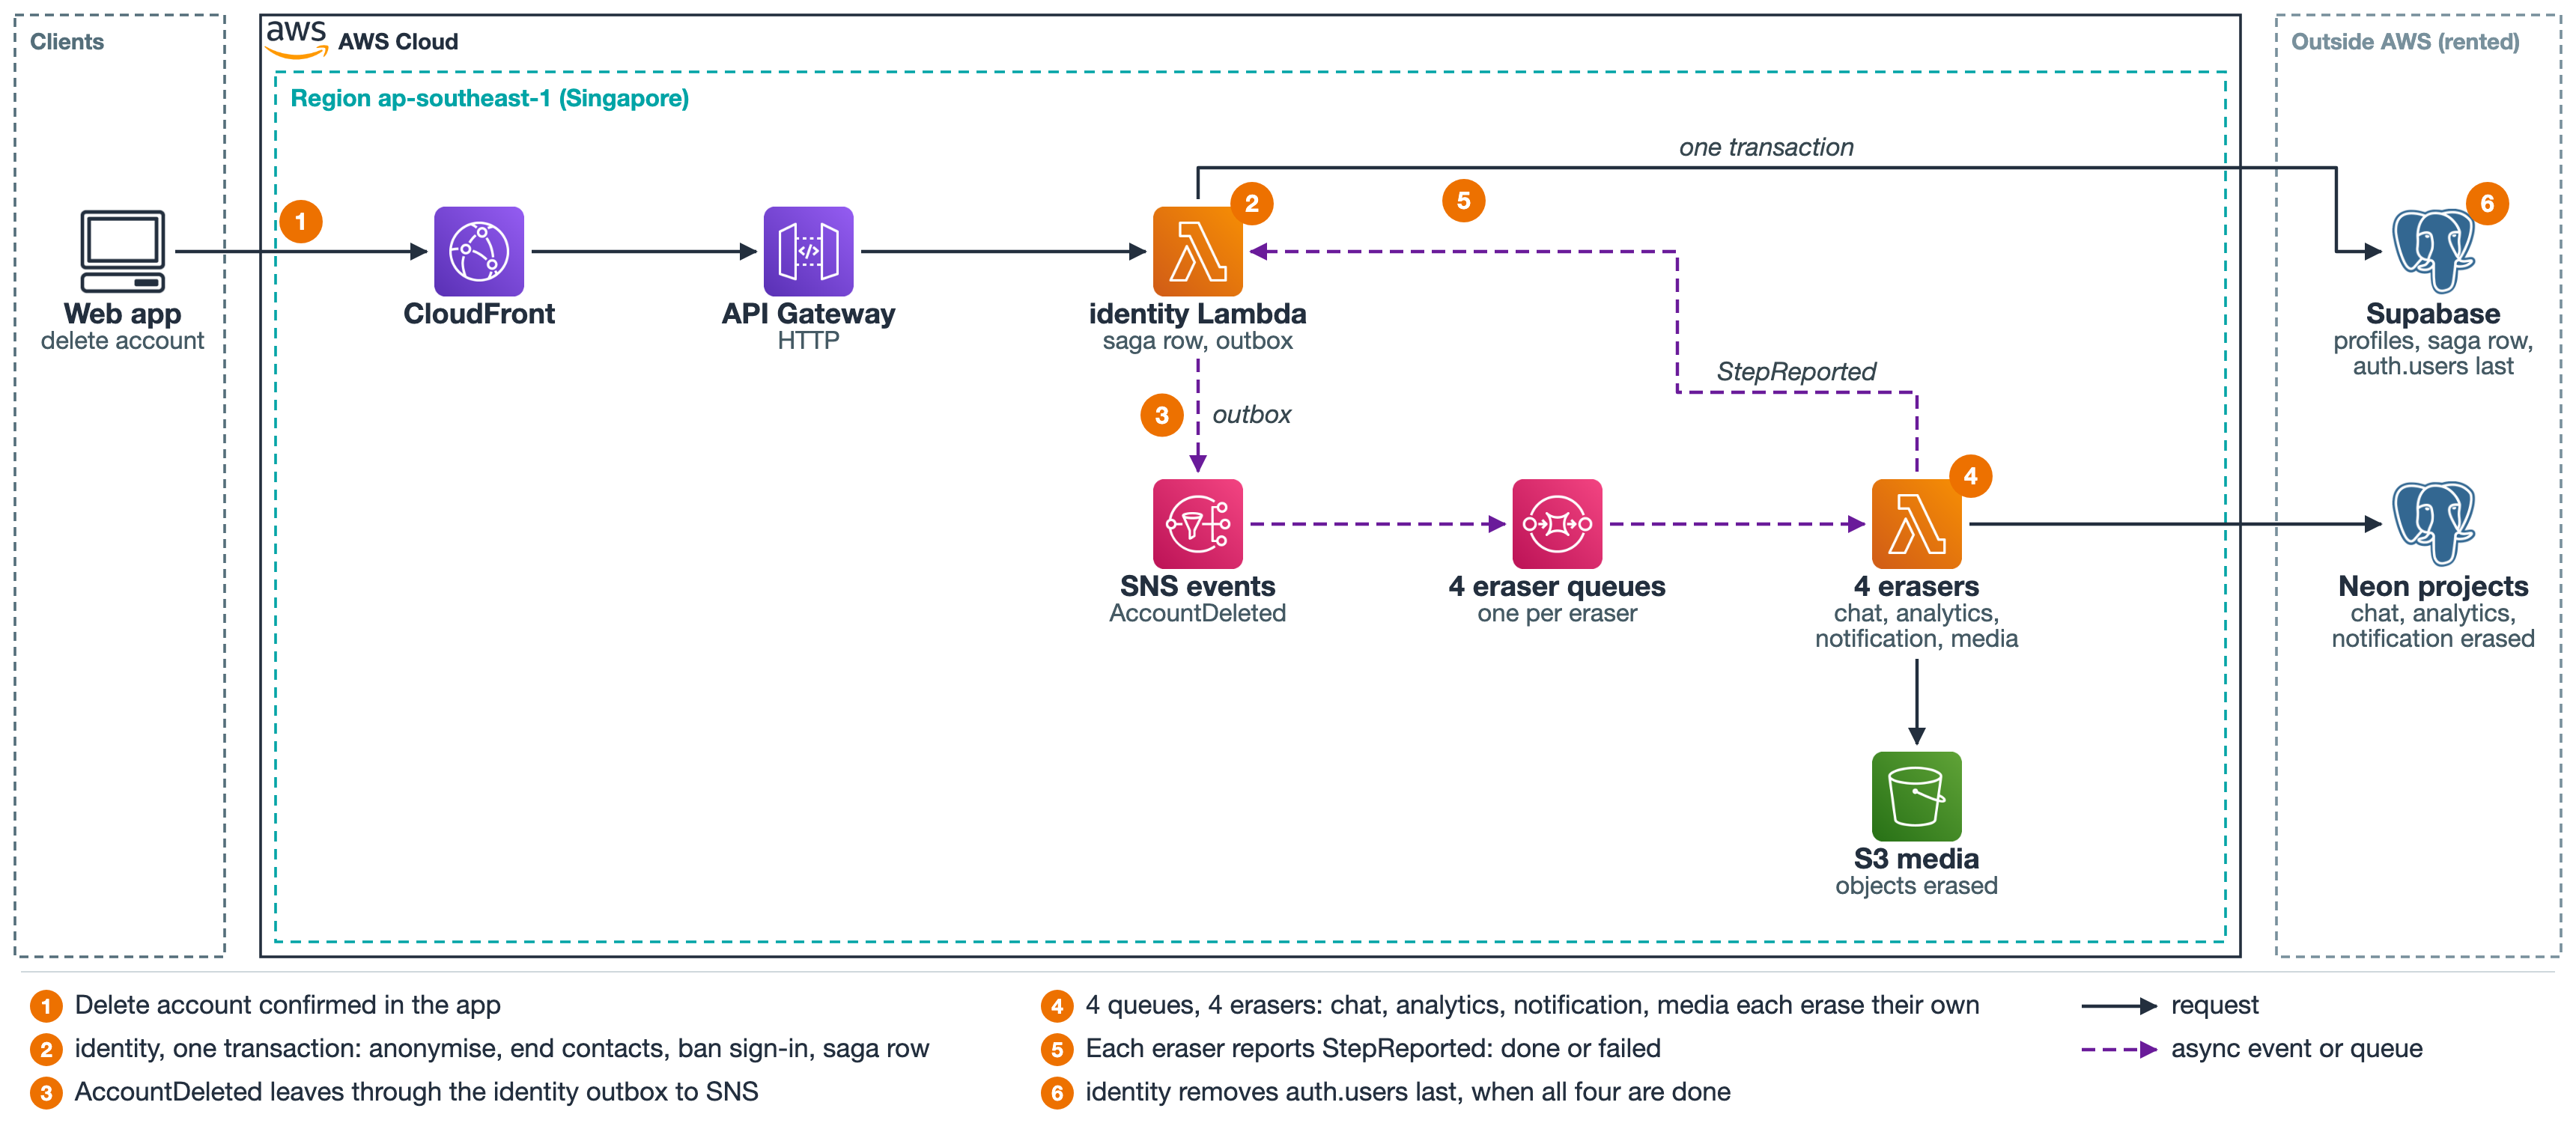 Clients
aws
AWS Cloud
Outside AWS (rented)
Region ap-southeast-1 (Singapore)
one transaction
1
2
5
6
Web app
delete account
CloudFront
API Gateway
HTTP
identity Lambda
saga row, outbox
Supabase
profiles, saga row,
auth.users last
StepReported
3
outbox
4
SNS events
AccountDeleted
4 eraser queues
one per eraser
4 erasers
chat, analytics,
notification, media
Neon projects
chat, analytics,
notification erased
S3 media
objects erased
1 Delete account confirmed in the app
2 identity, one transaction: anonymise, end contacts, ban sign-in, saga row
3 AccountDeleted leaves through the identity outbox to SNS
4 4 queues, 4 erasers: chat, analytics, notification, media each erase their own
5 Each eraser reports StepReported: done or failed
6 identity removes auth.users last, when all four are done
request
async event or queue